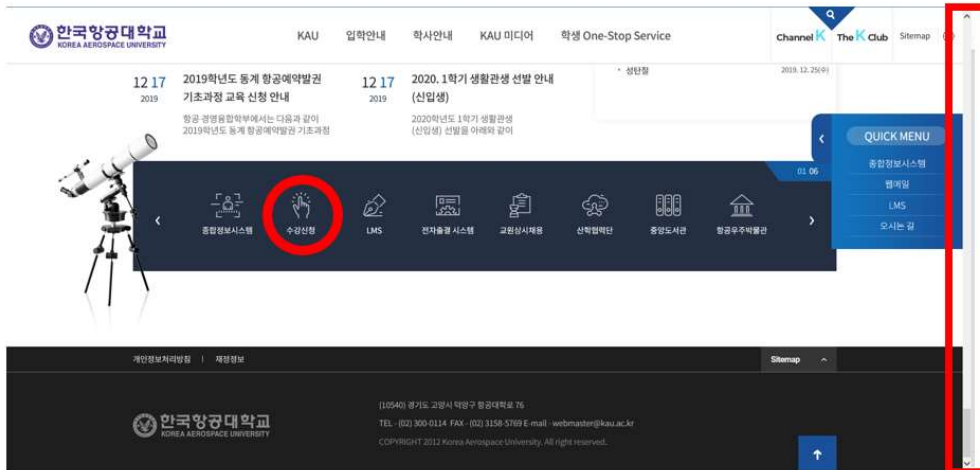 한국항공대학교
KOREA AEROSPACE UNIVERSITY
KAU 입학안내 학사안내 KAU 미디어 학생 One-Stop Service
Channel K The K Club Sitemap
12 17
2019
2019학년도 동계 항공예약발권
기초과정 교육 신청 안내
항공·경영융합학부에서는 다음과 같이
2019학년도 동계 항공예약발권 기초과정
12 17
2019
2020. 1학기 생활관생 선발 안내
(신입생)
2020학년도 1학기 생활관생
(신입생) 선발을 아래와 같이
· 성탄절 2019. 12. 25(수)
QUICK MENU
종합정보시스템
웹메일
LMS
오시는 길
01 06
종합정보시스템 수강신청 LMS 전자출결 시스템 교원상시채용 산학협력단 중앙도서관 항공우주박물관
개인정보처리방침 | 재정정보 Sitemap
한국항공대학교
KOREA AEROSPACE UNIVERSITY
(10540) 경기도 고양시 덕양구 항공대학로 76
TEL - (02) 300-0114 FAX - (02) 3158-5769 E-mail - webmaster@kau.ac.kr
COPYRIGHT 2012 Korea Aerospace University. All right reserved.